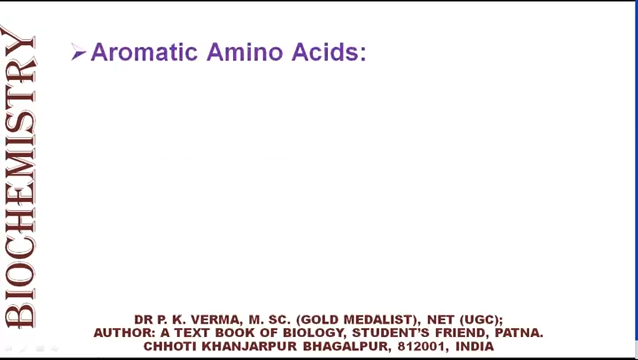 BIOCHEMISTRY
➢Aromatic Amino Acids:
DR P. K. VERMA, M. SC. (GOLD MEDALIST), NET (UGC);
AUTHOR: A TEXT BOOK OF BIOLOGY, STUDENT'S FRIEND, PATNA.
CHHOTI KHANJARPUR BHAGALPUR, 812001, INDIA